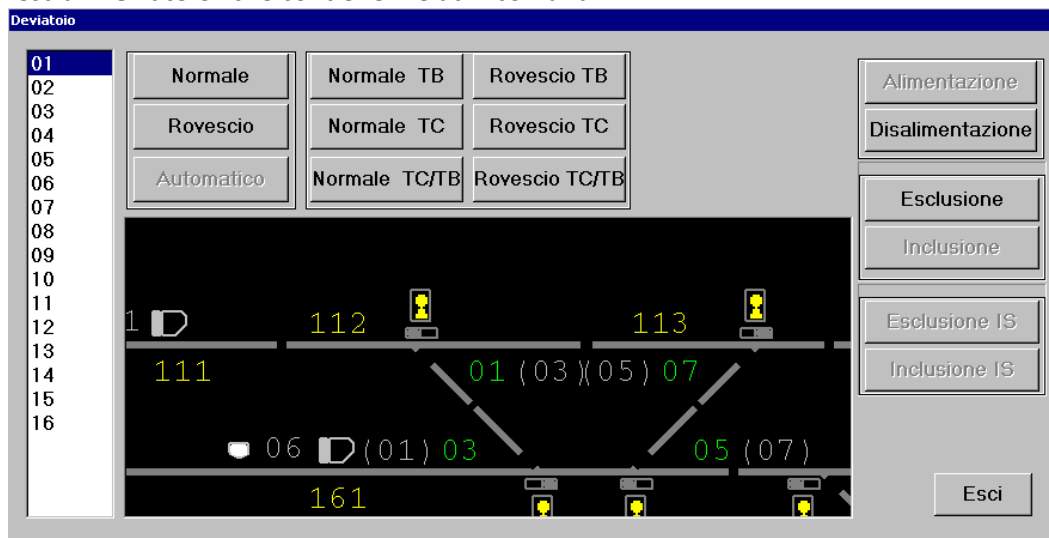 Deviatoio
01
02
03
04
05
06
07
08
09
10
11
12
13
14
15
16
Normale
Rovescio
Automatico
Normale TB
Rovescio TB
Normale TC
Rovescio TC
Normale TC/TB
Rovescio TC/TB
Alimentazione
Disalimentazione
Esclusione
Inclusione
Esclusione IS
Inclusione IS
1 112 113
111 01 (03)(05) 07
06 (01) 03 05 (07)
161
Esci